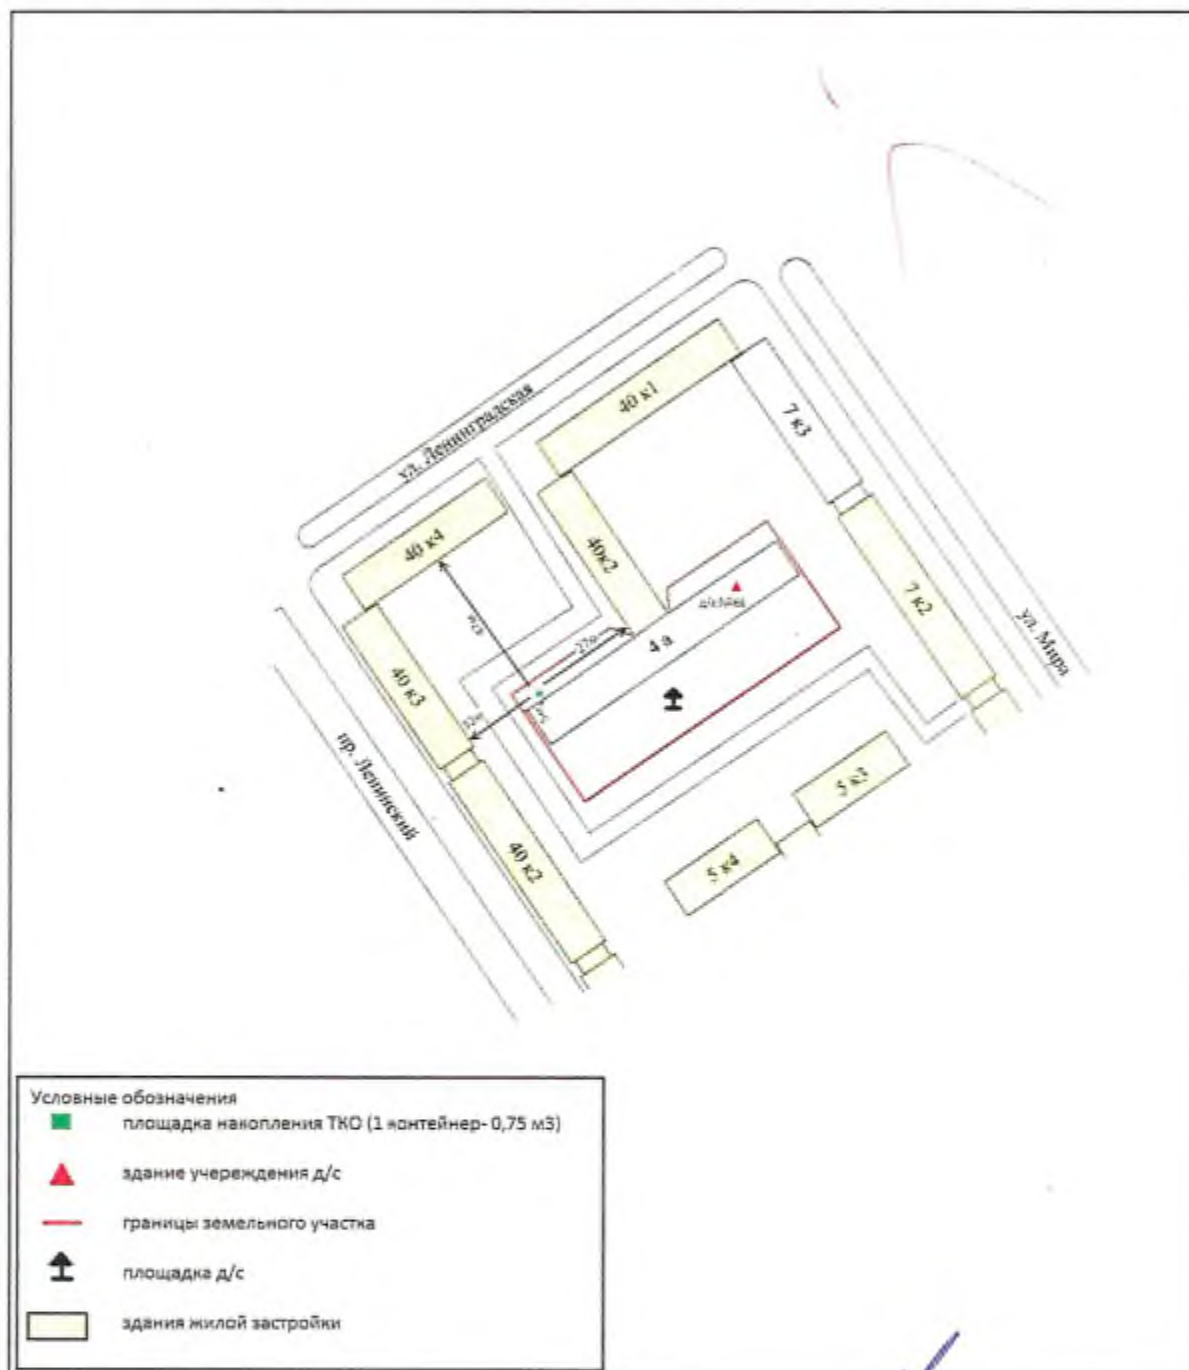 ул. Ленинградская
40 к1
7 к3
40 к4
40к2
7 к2
ул. Мира
27м
4 а
40 к3
32м
пр. Ленинский
5 к3
40 к2
5 к4
Условные обозначения
площадка накопления ТКО (1 контейнер- 0,75 м3)
здание учереждения д/с
границы земельного участка
площадка д/с
здания жилой застройки